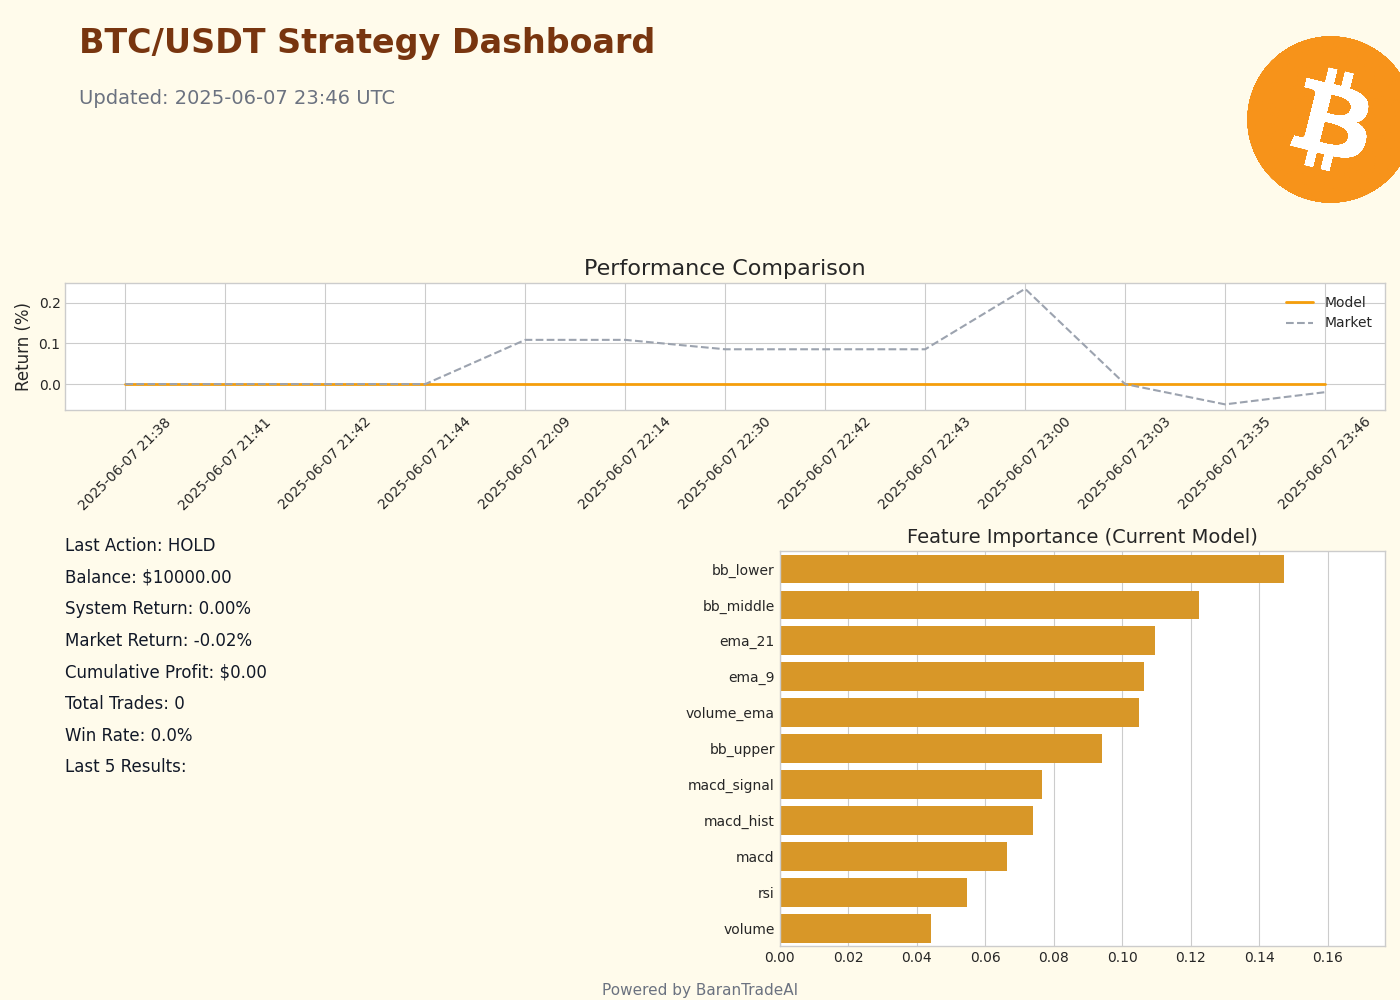 BTC/USDT Strategy Dashboard
Updated: 2025-06-07 23:46 UTC
Performance Comparison
Return (%)
0.2
0.1
0.0
Model
Market
2025-06-07 21:38
2025-06-07 21:41
2025-06-07 21:42
2025-06-07 21:44
2025-06-07 22:09
2025-06-07 22:14
2025-06-07 22:30
2025-06-07 22:42
2025-06-07 22:43
2025-06-07 23:00
2025-06-07 23:03
2025-06-07 23:35
2025-06-07 23:46
Last Action: HOLD
Balance: $10000.00
System Return: 0.00%
Market Return: -0.02%
Cumulative Profit: $0.00
Total Trades: 0
Win Rate: 0.0%
Last 5 Results:
Feature Importance (Current Model)
bb_lower
bb_middle
ema_21
ema_9
volume_ema
bb_upper
macd_signal
macd_hist
macd
rsi
volume
0.00 0.02 0.04 0.06 0.08 0.10 0.12 0.14 0.16
Powered by BaranTradeAI